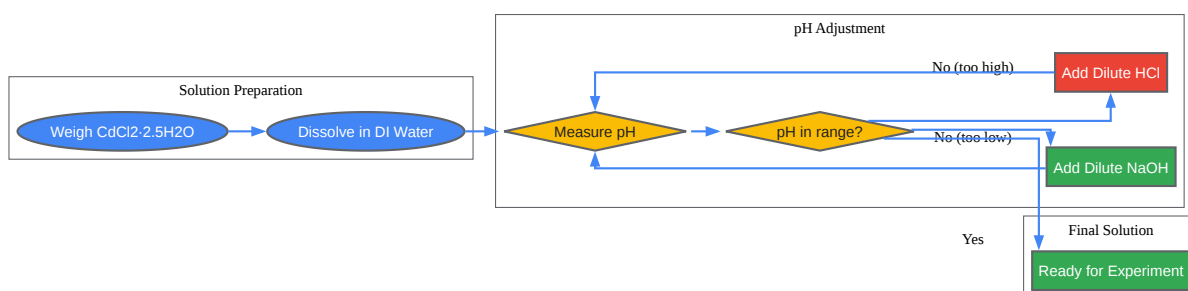 pH Adjustment
No (too high)
Add Dilute HCl
Solution Preparation
Weigh CdCl2·2.5H2O
Dissolve in DI Water
Measure pH
pH in range?
No (too low)
Add Dilute NaOH
Yes
Final Solution
Ready for Experiment